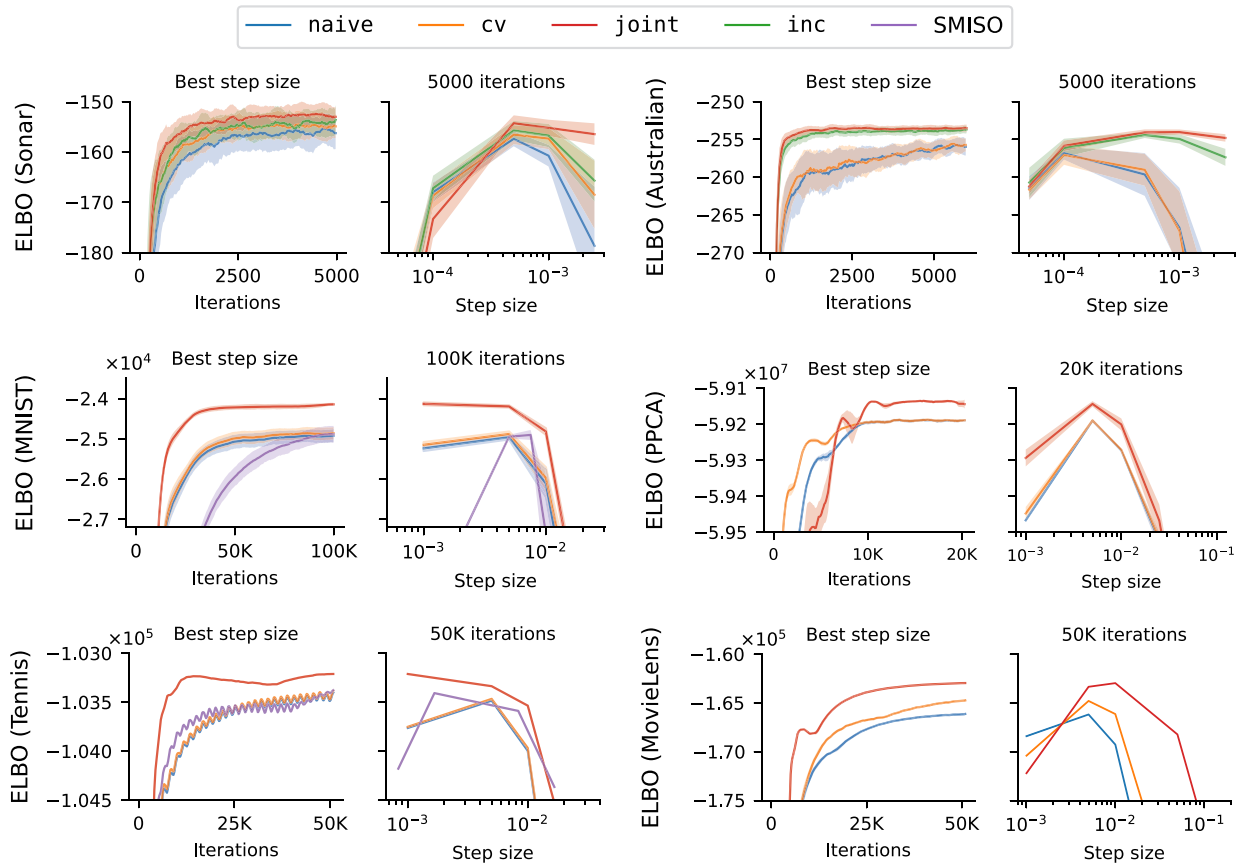 naive cv joint inc SMISO
Best step size 5000 iterations Best step size 5000 iterations
ELBO (Sonar)
−150
−160
−170
−180
0 2500 5000
Iterations
10⁻⁴ 10⁻³
Step size
ELBO (Australian)
−250
−255
−260
−265
−270
0 2500 5000
Iterations
10⁻⁴ 10⁻³
Step size
×10⁴
Best step size 100K iterations
ELBO (MNIST)
−2.4
−2.5
−2.6
−2.7
0 50K 100K
Iterations
10⁻³ 10⁻²
Step size
×10⁷
Best step size 20K iterations
ELBO (PPCA)
−5.91
−5.92
−5.93
−5.94
−5.95
0 10K 20K
Iterations
10⁻³ 10⁻² 10⁻¹
Step size
×10⁵
Best step size 50K iterations
ELBO (Tennis)
−1.030
−1.035
−1.040
−1.045
0 25K 50K
Iterations
10⁻³ 10⁻²
Step size
×10⁵
Best step size 50K iterations
ELBO (MovieLens)
−1.60
−1.65
−1.70
−1.75
0 25K 50K
Iterations
10⁻³ 10⁻² 10⁻¹
Step size